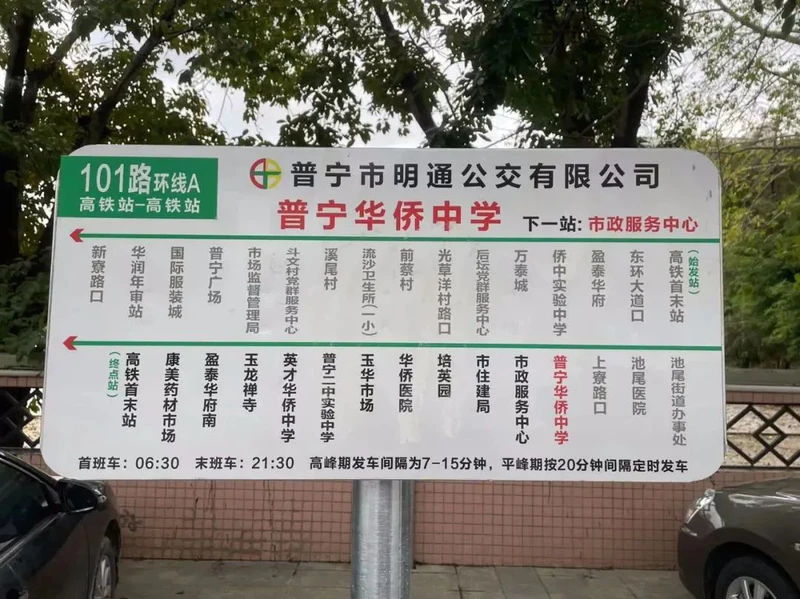 101路环线A
高铁站-高铁站
普宁市明通公交有限公司
普宁华侨中学
下一站: 市政服务中心
新寮路口
华润年审站
国际服装城
普宁广场
市场监督管理局
斗文村党群服务中心
溪尾村
流沙卫生所(一小)
前蔡村
光草洋村路口
后坛党群服务中心
万泰城
侨中实验中学
盈泰华府
东环大道口
高铁首末站
(始发站)
(终点站)
高铁首末站
康美药材市场
盈泰华府南
玉龙禅寺
英才华侨中学
普宁二中实验中学
玉华市场
华侨医院
培英园
市住建局
市政服务中心
普宁华侨中学
上寮路口
池尾医院
池尾街道办事处
首班车: 06:30 末班车: 21:30 高峰期发车间隔为7-15分钟，平峰期按20分钟间隔定时发车